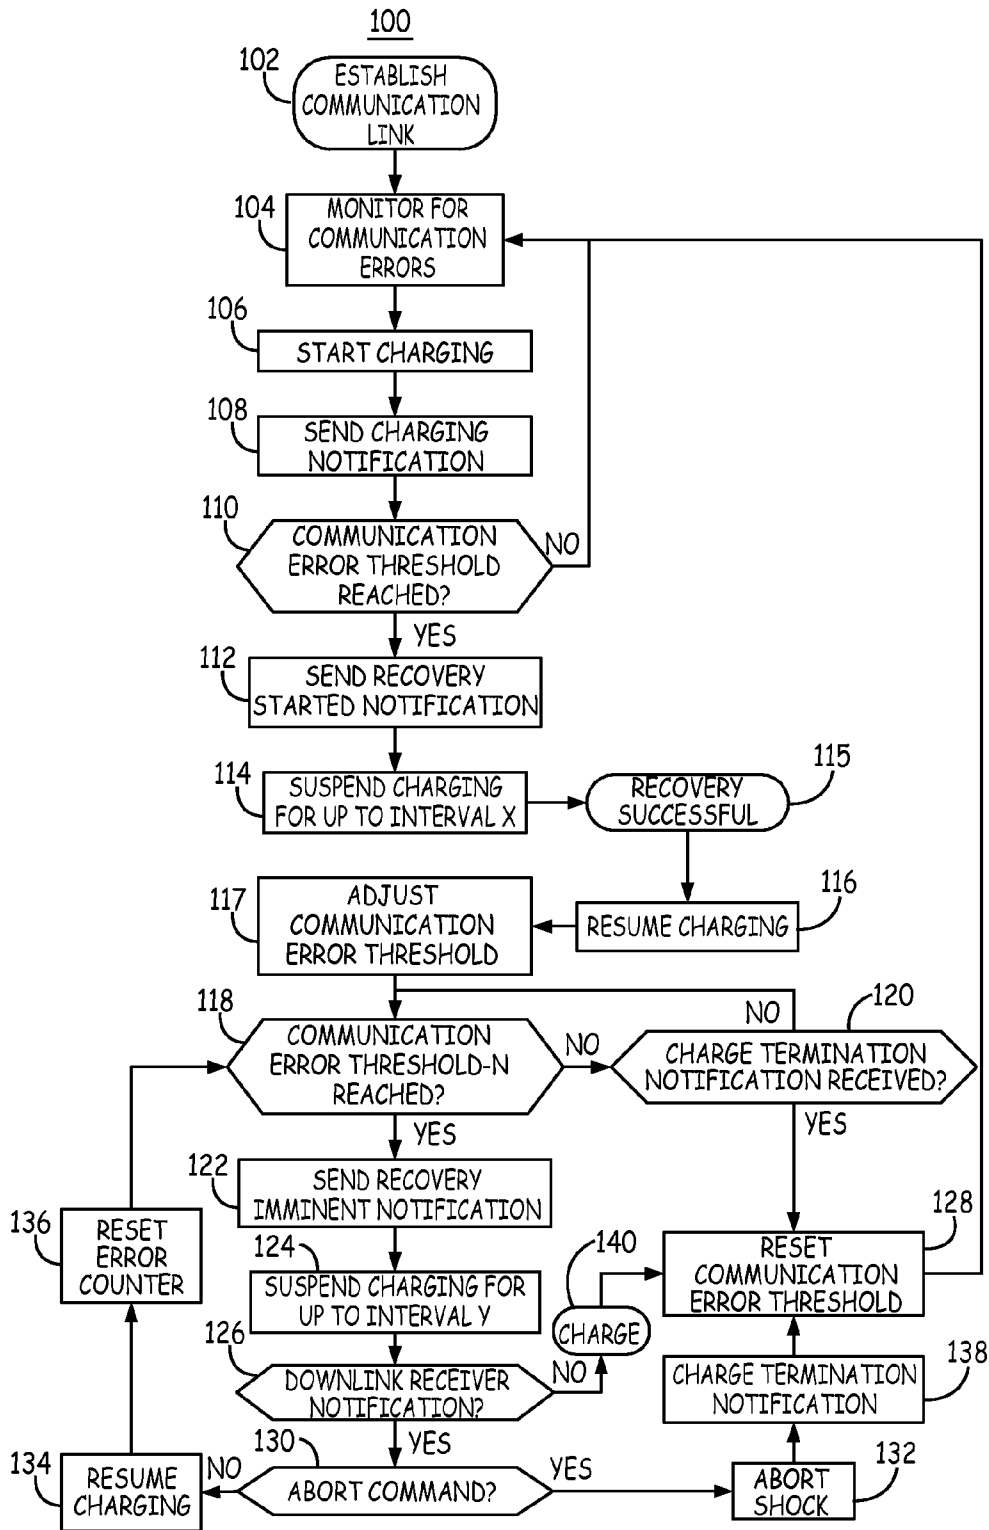 100
102
ESTABLISH
COMMUNICATION
LINK
104
MONITOR FOR
COMMUNICATION
ERRORS
106
START CHARGING
108
SEND CHARGING
NOTIFICATION
110
COMMUNICATION
ERROR THRESHOLD
REACHED?
NO
YES
112
SEND RECOVERY
STARTED NOTIFICATION
114
SUSPEND CHARGING
FOR UP TO INTERVAL X
115
RECOVERY
SUCCESSFUL
116
RESUME CHARGING
117
ADJUST
COMMUNICATION
ERROR THRESHOLD
118
COMMUNICATION
ERROR THRESHOLD-N
REACHED?
NO
YES
120
NO
CHARGE TERMINATION
NOTIFICATION RECEIVED?
YES
122
SEND RECOVERY
IMMINENT NOTIFICATION
124
SUSPEND CHARGING FOR
UP TO INTERVAL Y
126
DOWNLINK RECEIVER
NOTIFICATION?
NO
YES
140
CHARGE
128
RESET
COMMUNICATION
ERROR THRESHOLD
136
RESET
ERROR
COUNTER
138
CHARGE TERMINATION
NOTIFICATION
130
ABORT COMMAND?
NO
YES
134
RESUME
CHARGING
132
ABORT
SHOCK